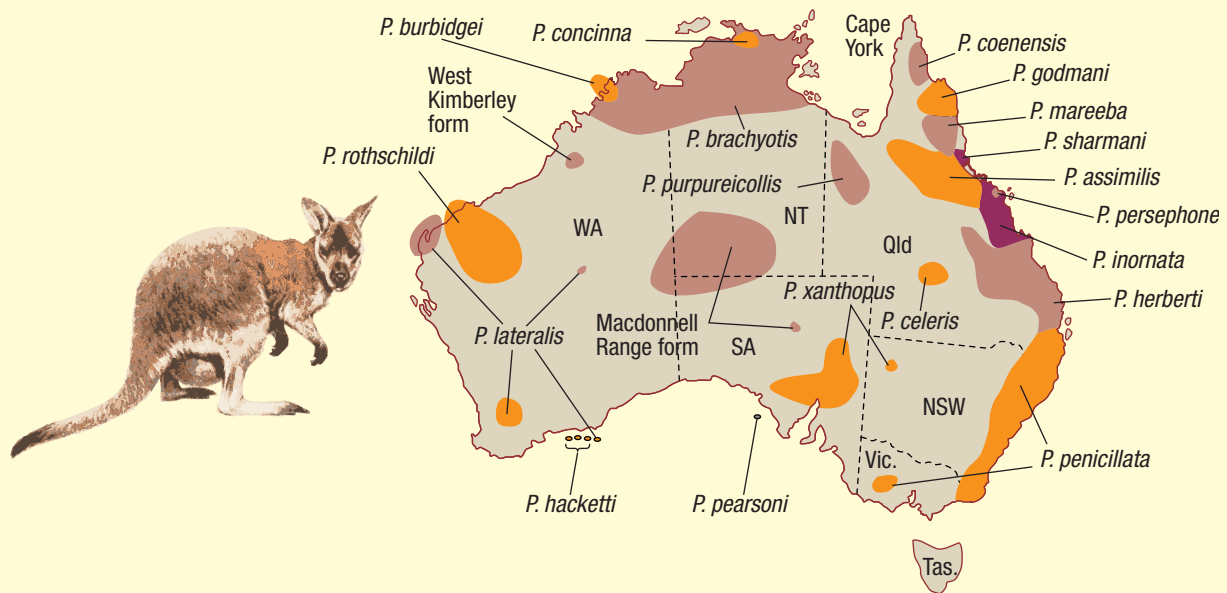 P. burbidgei
P. concinna
Cape
York
P. coenensis
P. godmani
West
Kimberley
form
P. mareeba
P. brachyotis
P. sharmani
P. rothschildi
P. purpureicollis
P. assimilis
P. persephone
WA
NT
Qld
P. inornata
P. xanthopus
P. herberti
P. lateralis
Macdonnell
Range form
SA
P. celeris
NSW
Vic.
P. penicillata
P. hacketti
P. pearsoni
Tas.